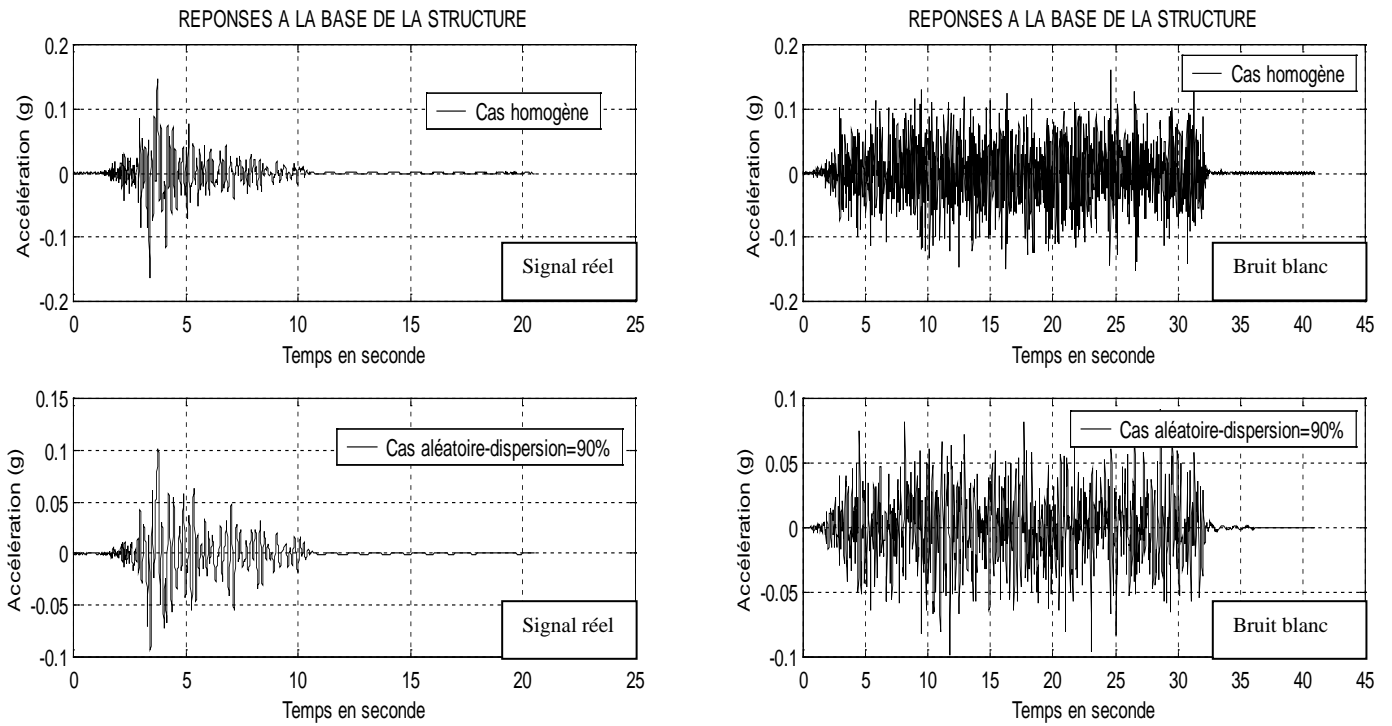 REPONSES A LA BASE DE LA STRUCTURE
0.2
0.1
0
-0.1
-0.2
Accélération (g)
Cas homogène
Signal réel
0 5 10 15 20 25
Temps en seconde
REPONSES A LA BASE DE LA STRUCTURE
0.2
0.1
0
-0.1
-0.2
Accélération (g)
Cas homogène
Bruit blanc
0 5 10 15 20 25 30 35 40 45
Temps en seconde
0.15
0.1
0.05
0
-0.05
-0.1
Accélération (g)
Cas aléatoire-dispersion=90%
Signal réel
0 5 10 15 20 25
Temps en seconde
0.1
0.05
0
-0.05
-0.1
Accélération (g)
Cas aléatoire-dispersion=90%
Bruit blanc
0 5 10 15 20 25 30 35 40 45
Temps en seconde